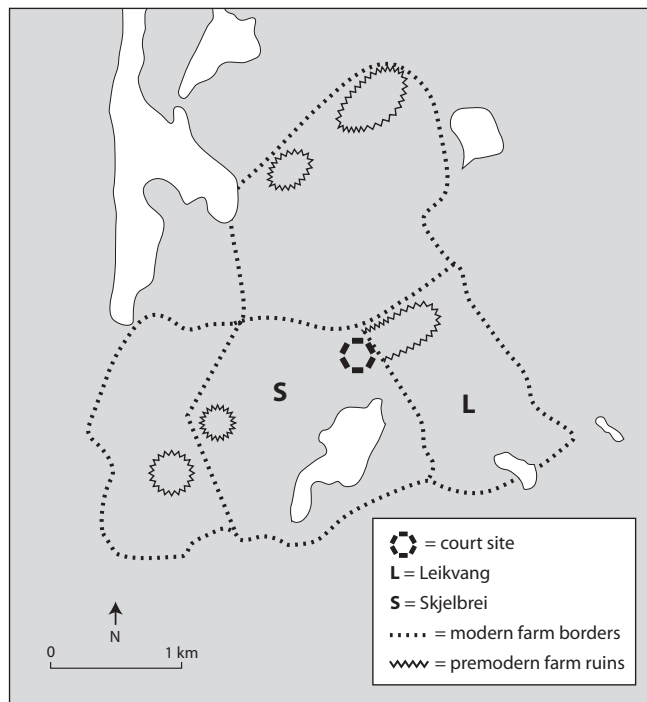 S
L
= court site
L = Leikvang
S = Skjelbrei
= modern farm borders
= premodern farm ruins
N
0 1 km